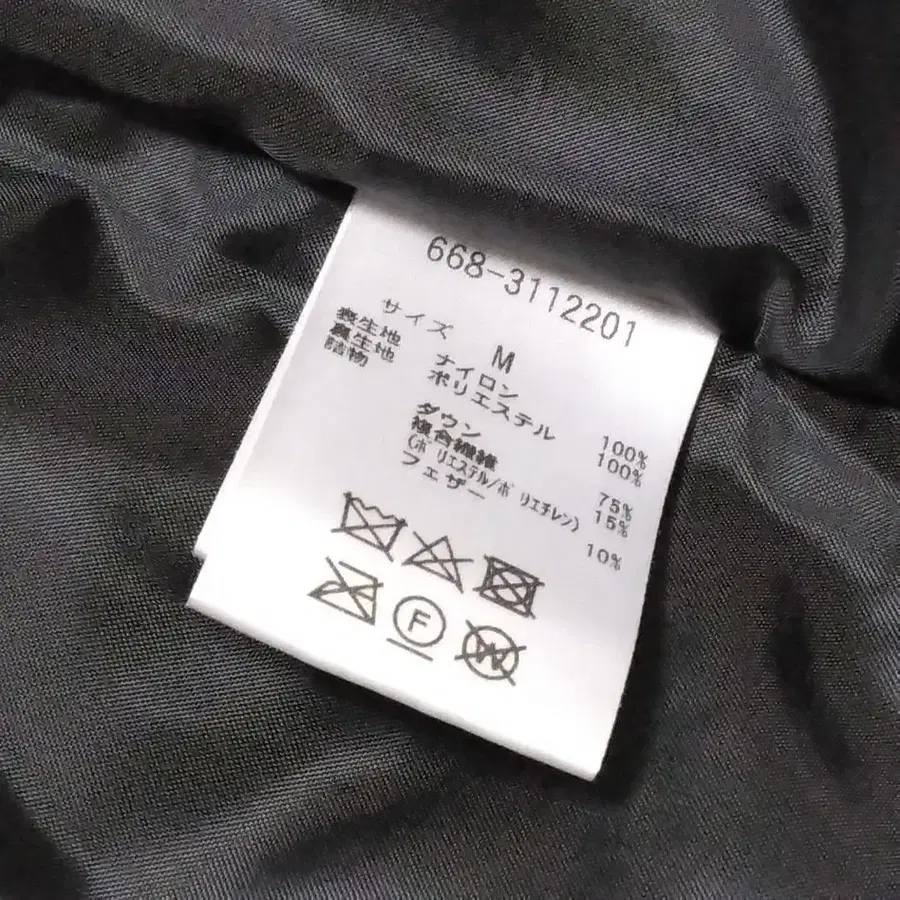 668-3112201
サイズ M
表生地 ナイロン 100%
裏生地 ポリエステル 100%
詰物 ダウン 75%
複合繊維 15%
(ポリエステル/ポリエチレン)
フェザー 10%
F
W